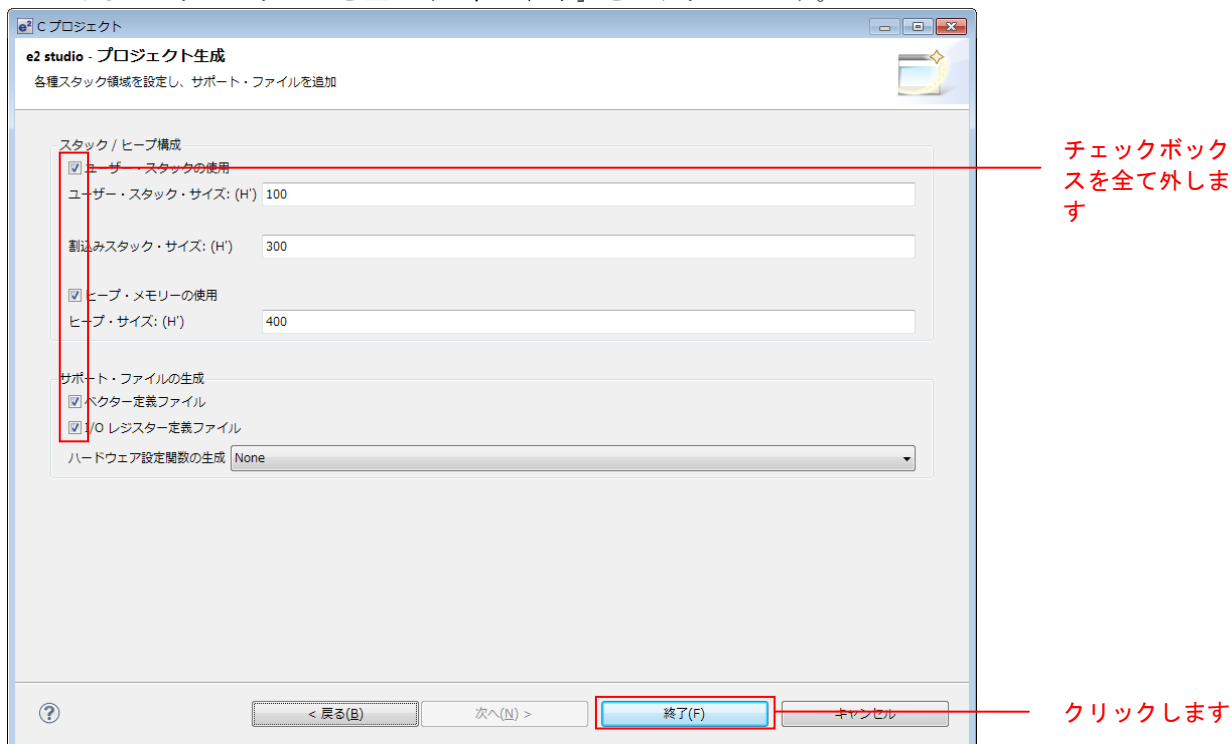 e² C プロジェクト
e2 studio - プロジェクト生成
各種スタック領域を設定し、サポート・ファイルを追加
スタック / ヒープ構成
ユーザー・スタックの使用
ユーザー・スタック・サイズ: (H') 100
割込みスタック・サイズ: (H') 300
ヒープ・メモリーの使用
ヒープ・サイズ: (H') 400
サポート・ファイルの生成
ベクター定義ファイル
I/O レジスター定義ファイル
ハードウェア設定関数の生成 None
チェックボック
スを全て外しま
す
< 戻る(B) 次へ(N) > 終了(F) キャンセル
クリックします